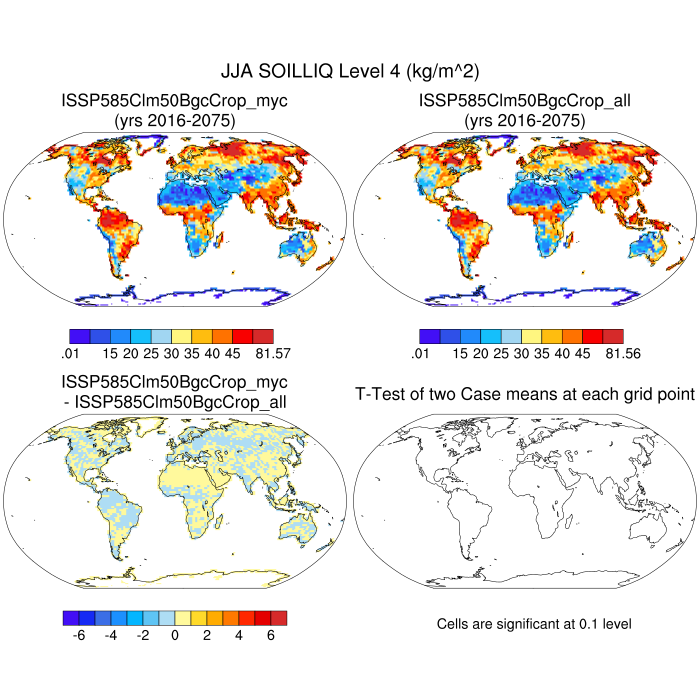 JJA SOILLIQ Level 4 (kg/m^2)
ISSP585Clm50BgcCrop_myc
(yrs 2016-2075)
ISSP585Clm50BgcCrop_all
(yrs 2016-2075)
.01 15 20 25 30 35 40 45 81.57
.01 15 20 25 30 35 40 45 81.56
ISSP585Clm50BgcCrop_myc
- ISSP585Clm50BgcCrop_all
T-Test of two Case means at each grid point
-6 -4 -2 0 2 4 6
Cells are significant at 0.1 level